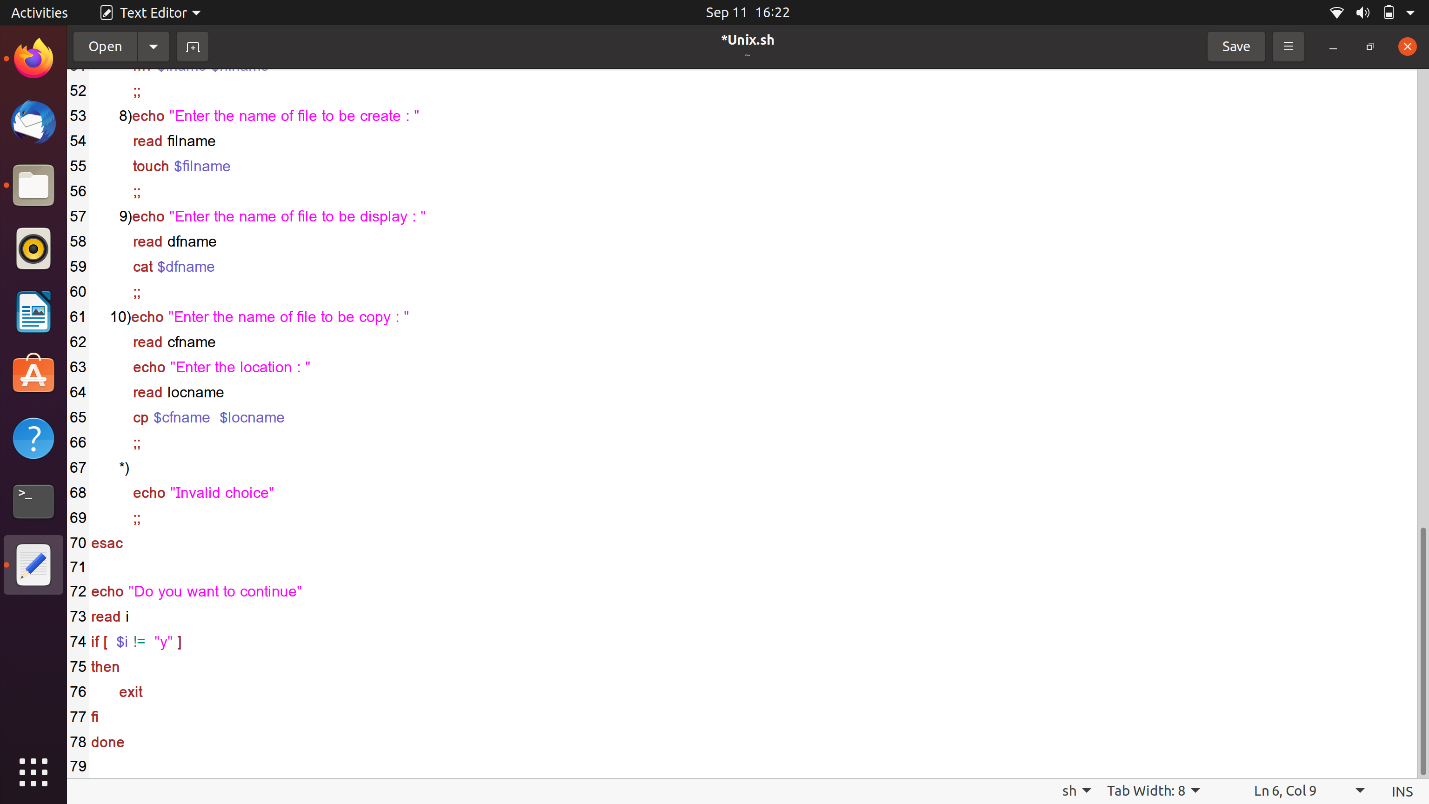 Activities Text Editor Sep 11 16:22
Open *Unix.sh Save
~
52 ;;
53 8)echo "Enter the name of file to be create : "
54 read filname
55 touch $filname
56 ;;
57 9)echo "Enter the name of file to be display : "
58 read dfname
59 cat $dfname
60 ;;
61 10)echo "Enter the name of file to be copy : "
62 read cfname
63 echo "Enter the location : "
64 read locname
65 cp $cfname  $locname
66 ;;
67 *)
68 echo "Invalid choice"
69 ;;
70 esac
71
72 echo "Do you want to continue"
73 read i
74 if [  $i !=  "y" ]
75 then
76 exit
77 fi
78 done
79
sh Tab Width: 8 Ln 6, Col 9 INS